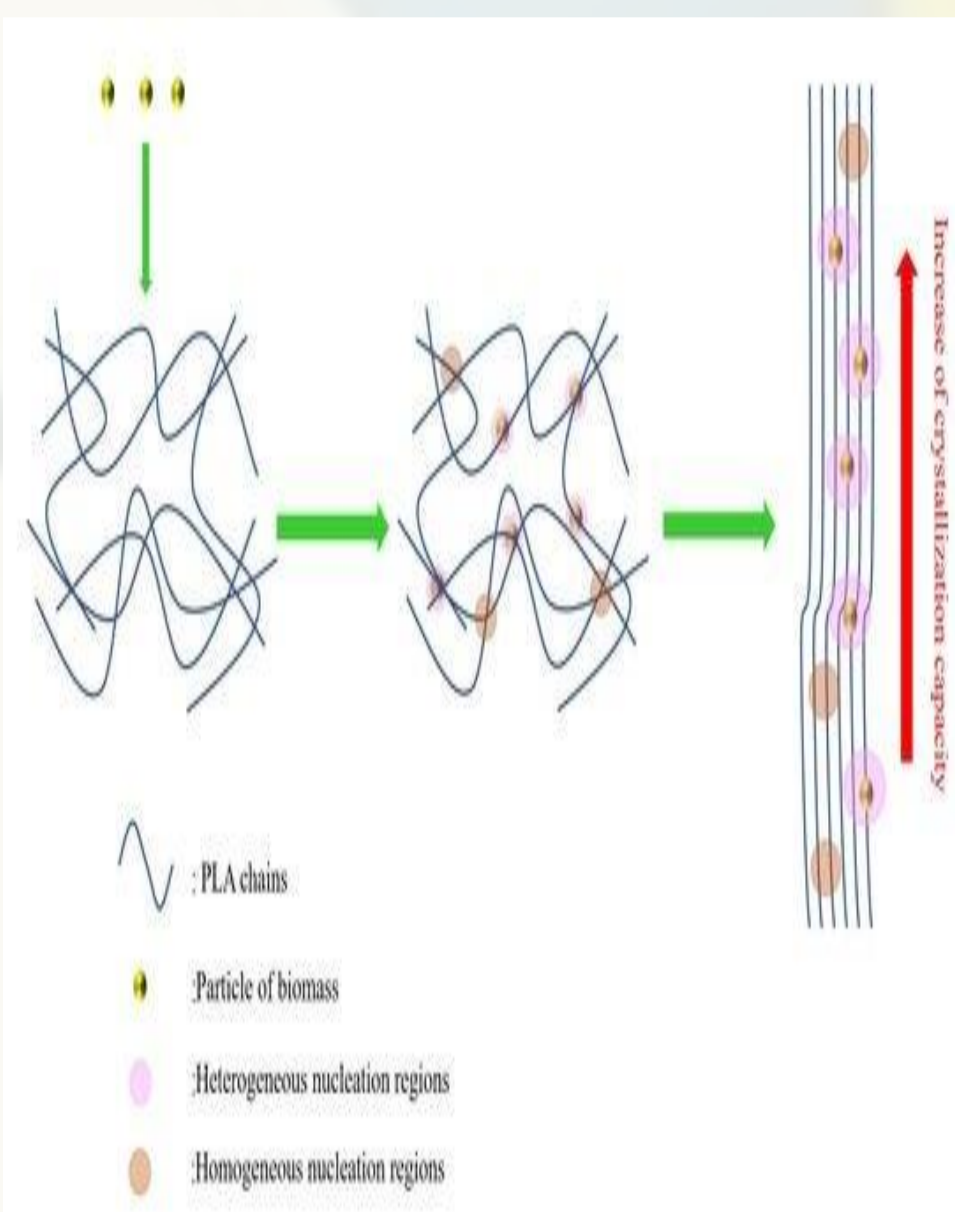 Increase of crystallization capacity
: PLA chains
:Particle of biomass
:Heterogeneous nucleation regions
:Homogeneous nucleation regions